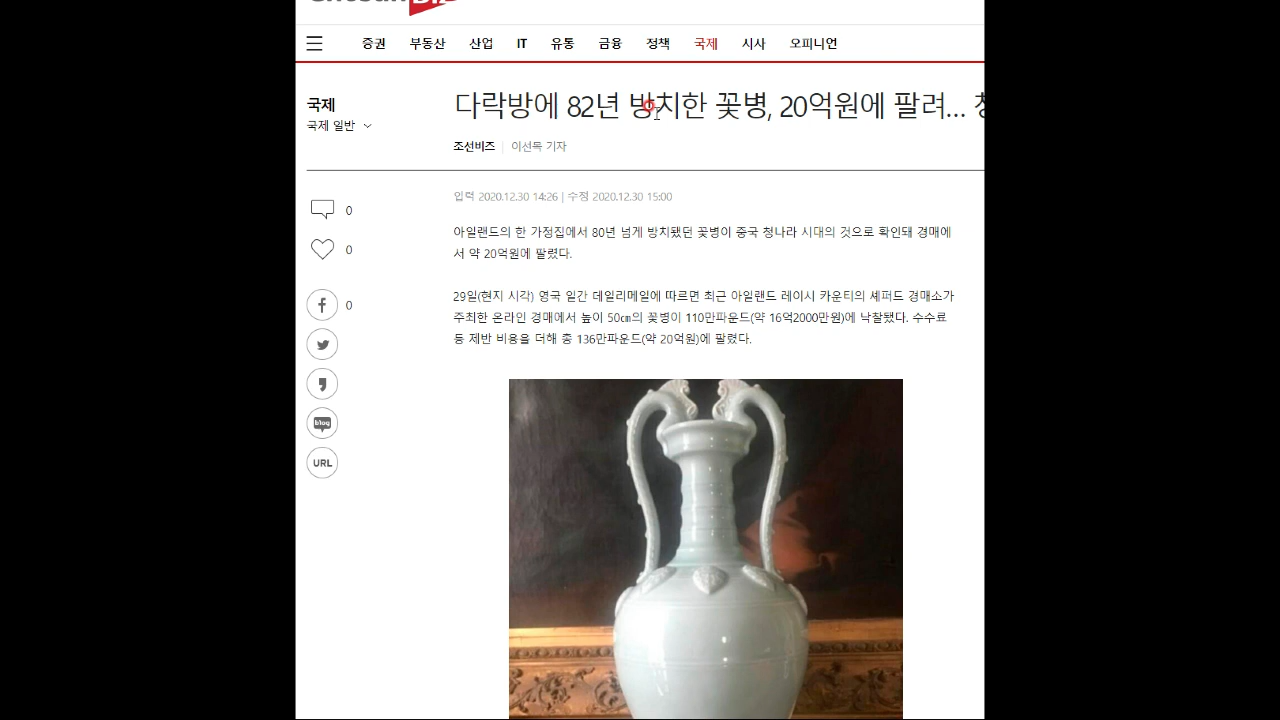 증권 부동산 산업 IT 유통 금융 정책 국제 시사 오피니언
국제
국제 일반
다락방에 82년 방치한 꽃병, 20억원에 팔려...
조선비즈 | 이선목 기자
입력 2020.12.30 14:26 | 수정 2020.12.30 15:00
0
0
0
blog
URL
아일랜드의 한 가정집에서 80년 넘게 방치됐던 꽃병이 중국 청나라 시대의 것으로 확인돼 경매에
서 약 20억원에 팔렸다.
29일(현지 시각) 영국 일간 데일리메일에 따르면 최근 아일랜드 레이시 카운티의 셰퍼드 경매소가
주최한 온라인 경매에서 높이 50㎝의 꽃병이 110만파운드(약 16억2000만원)에 낙찰됐다. 수수료
등 제반 비용을 더해 총 136만파운드(약 20억원)에 팔렸다.